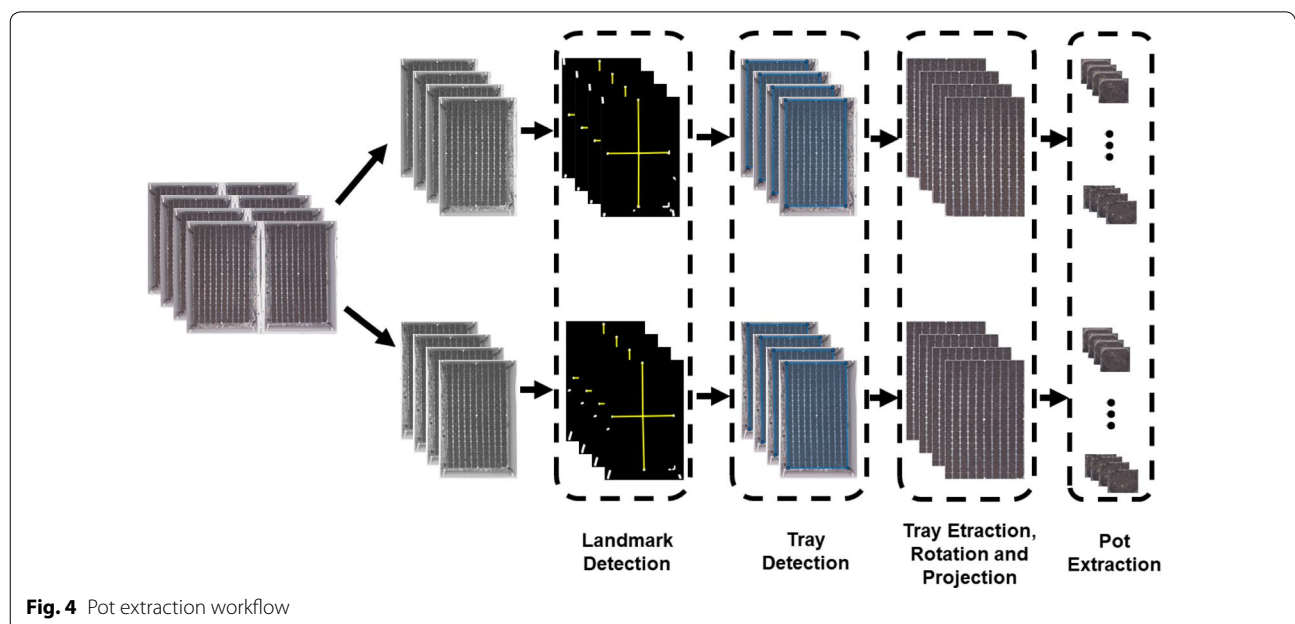 Landmark
Detection
Tray
Detection
Tray Etraction,
Rotation and
Projection
Pot
Extraction
Fig. 4 Pot extraction workflow